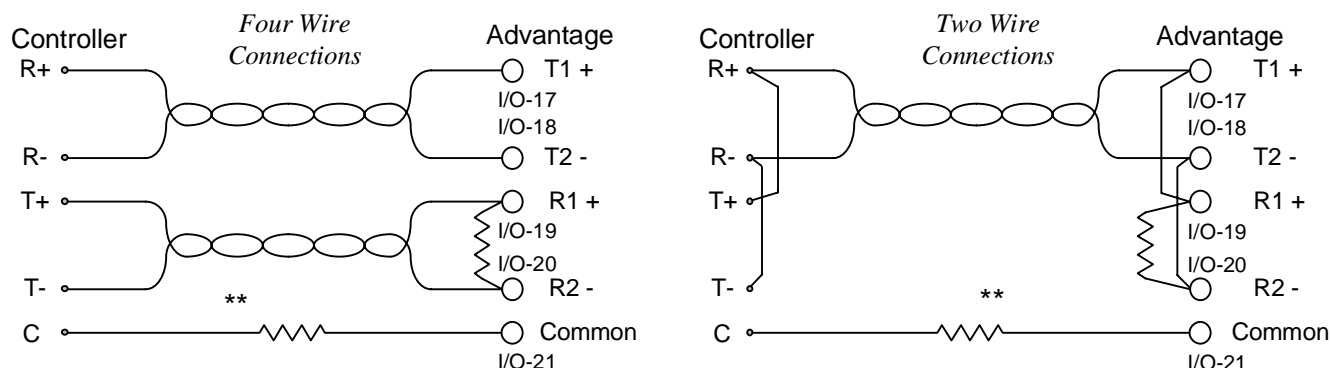 Four Wire
Connections
Controller
Advantage
R+
T1 +
I/O-17
I/O-18
R-
T2 -
T+
R1 +
I/O-19
I/O-20
T-
R2 -
**
C
Common
I/O-21
Two Wire
Connections
Controller
Advantage
R+
T1 +
I/O-17
I/O-18
R-
T2 -
T+
R1 +
I/O-19
I/O-20
T-
R2 -
**
C
Common
I/O-21